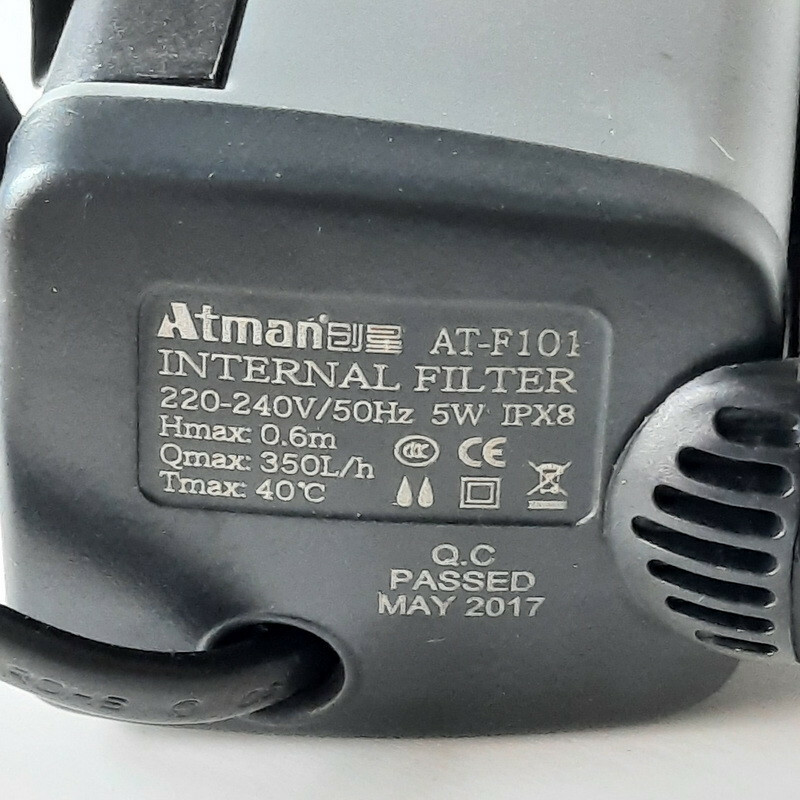 Atman创星 AT-F101
INTERNAL FILTER
220-240V/50Hz 5W IPX8
Hmax: 0.6m
Qmax: 350L/h
Tmax: 40℃
CCC CE
Q.C
PASSED
MAY 2017